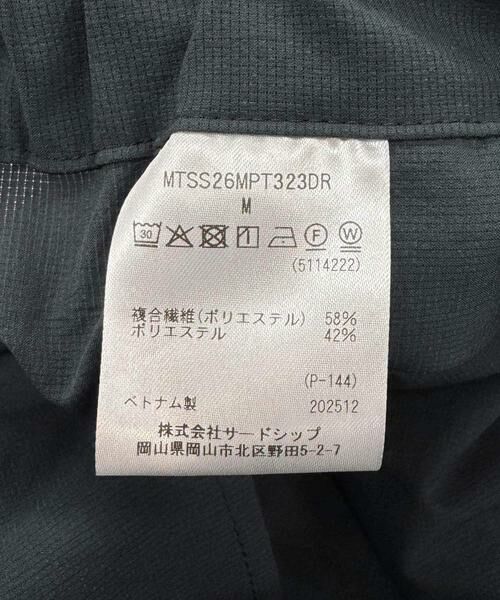 MTSS26MPT323DR
M
30 F W
(5114222)
複合繊維(ポリエステル) 58%
ポリエステル 42%
(P-144)
ベトナム製 202512
株式会社サードシップ
岡山県岡山市北区野田5-2-7